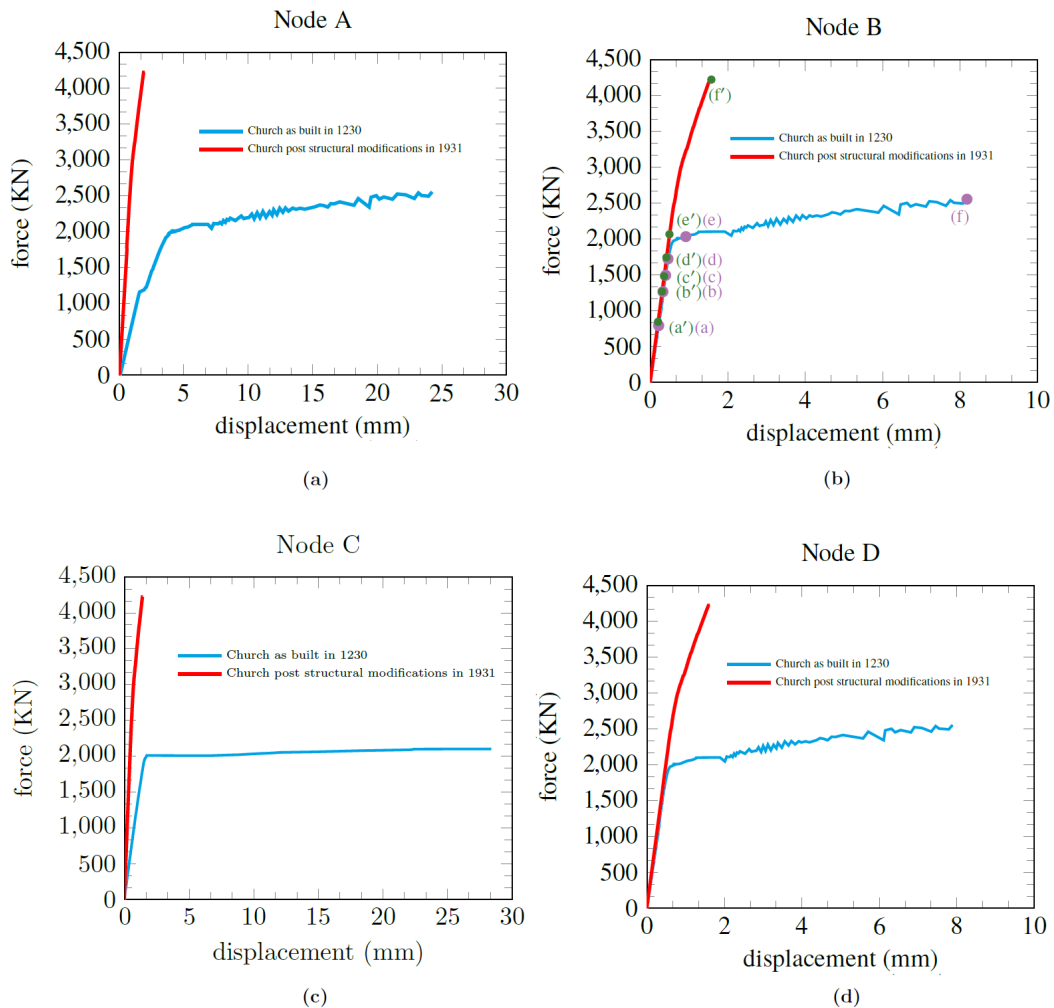 Node A
4,500
4,000
3,500
3,000
2,500
2,000
1,500
1,000
500
0
force (KN)
Church as built in 1230
Church post structural modifications in 1931
0 5 10 15 20 25 30
displacement (mm)
(a)
Node B
4,500
4,000
3,500
3,000
2,500
2,000
1,500
1,000
500
0
force (KN)
(f′)
Church as built in 1230
Church post structural modifications in 1931
(f)
(e′)(e)
(d′)(d)
(c′)(c)
(b′)(b)
(a′)(a)
0 2 4 6 8 10
displacement (mm)
(b)
Node C
4,500
4,000
3,500
3,000
2,500
2,000
1,500
1,000
500
0
force (KN)
Church as built in 1230
Church post structural modifications in 1931
0 5 10 15 20 25 30
displacement (mm)
(c)
Node D
4,500
4,000
3,500
3,000
2,500
2,000
1,500
1,000
500
0
force (KN)
Church as built in 1230
Church post structural modifications in 1931
0 2 4 6 8 10
displacement (mm)
(d)